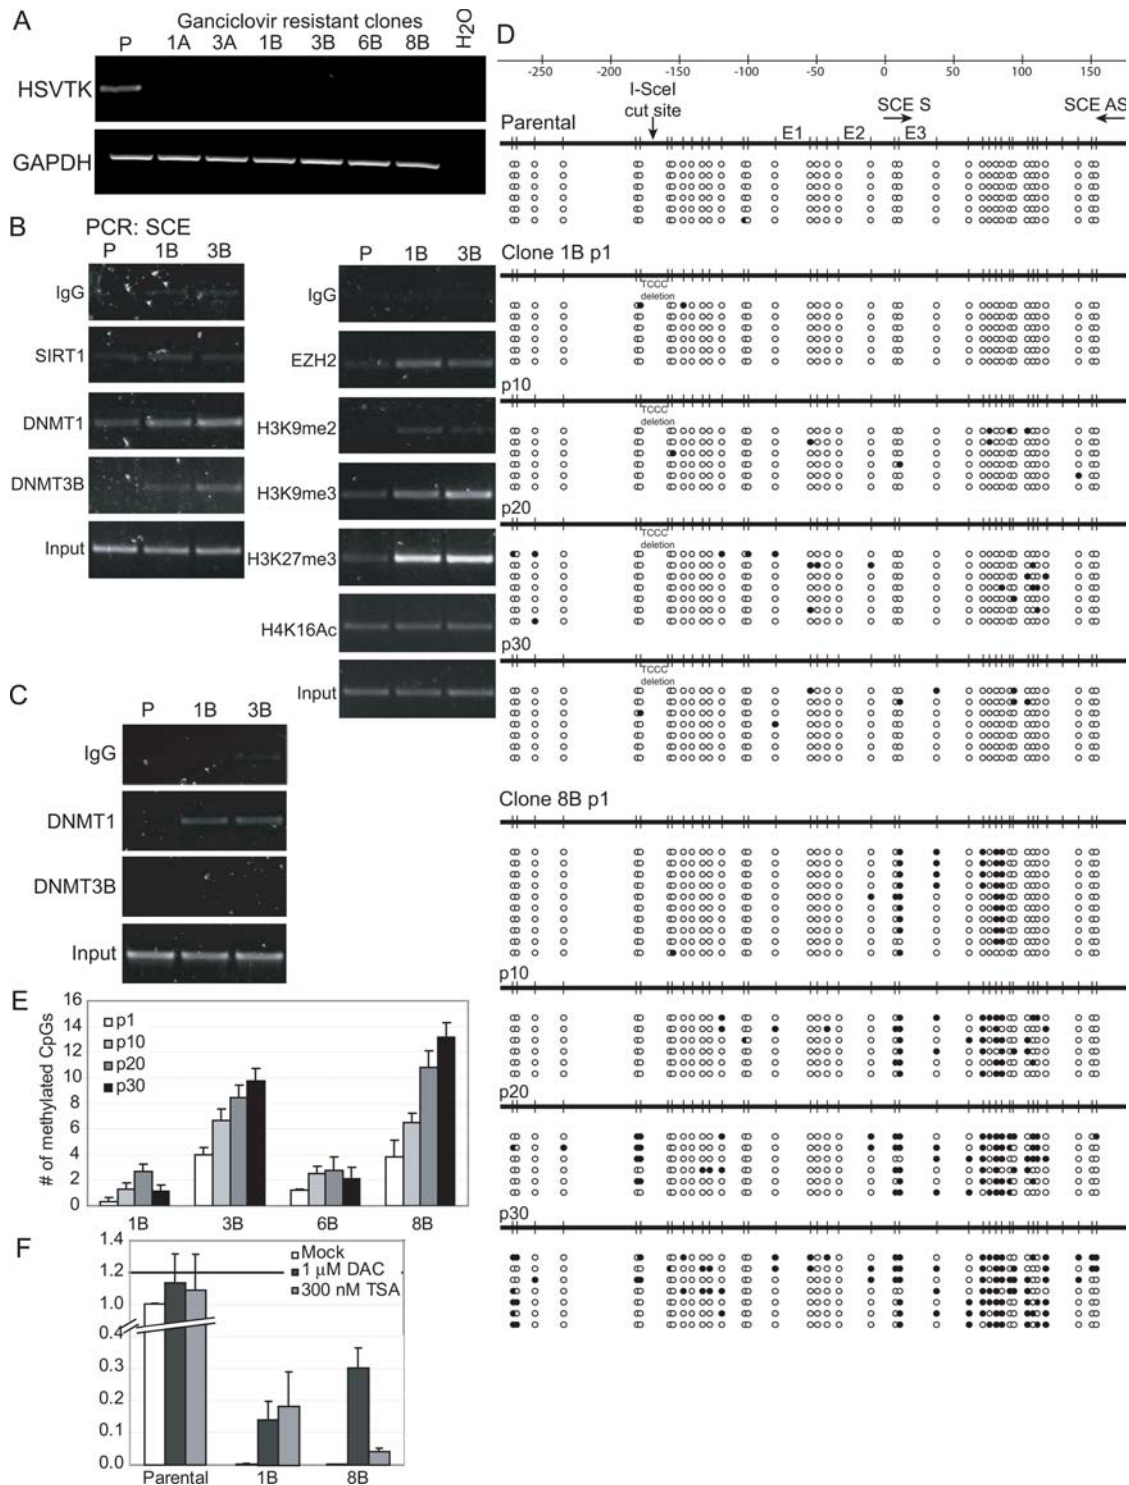 A
Ganciclovir resistant clones
P 1A 3A 1B 3B 6B 8B H2O
HSVTK
GAPDH
B
PCR: SCE
P 1B 3B
IgG
SIRT1
DNMT1
DNMT3B
Input
P 1B 3B
IgG
EZH2
H3K9me2
H3K9me3
H3K27me3
H4K16Ac
Input
C
P 1B 3B
IgG
DNMT1
DNMT3B
Input
D
-250 -200 -150 -100 -50 0 50 100 150
I-SceI
cut site
SCE S
SCE AS
Parental
E1 E2 E3
Clone 1B p1
TCCC
deletion
p10
TCCC
deletion
p20
TCCC
deletion
p30
TCCC
deletion
Clone 8B p1
p10
p20
p30
E
# of methylated CpGs
16
14
12
10
8
6
4
2
0
p1
p10
p20
p30
1B 3B 6B 8B
F
1.4
1.2
1.0
0.4
0.3
0.2
0.1
0.0
Mock
1 μM DAC
300 nM TSA
Parental 1B 8B